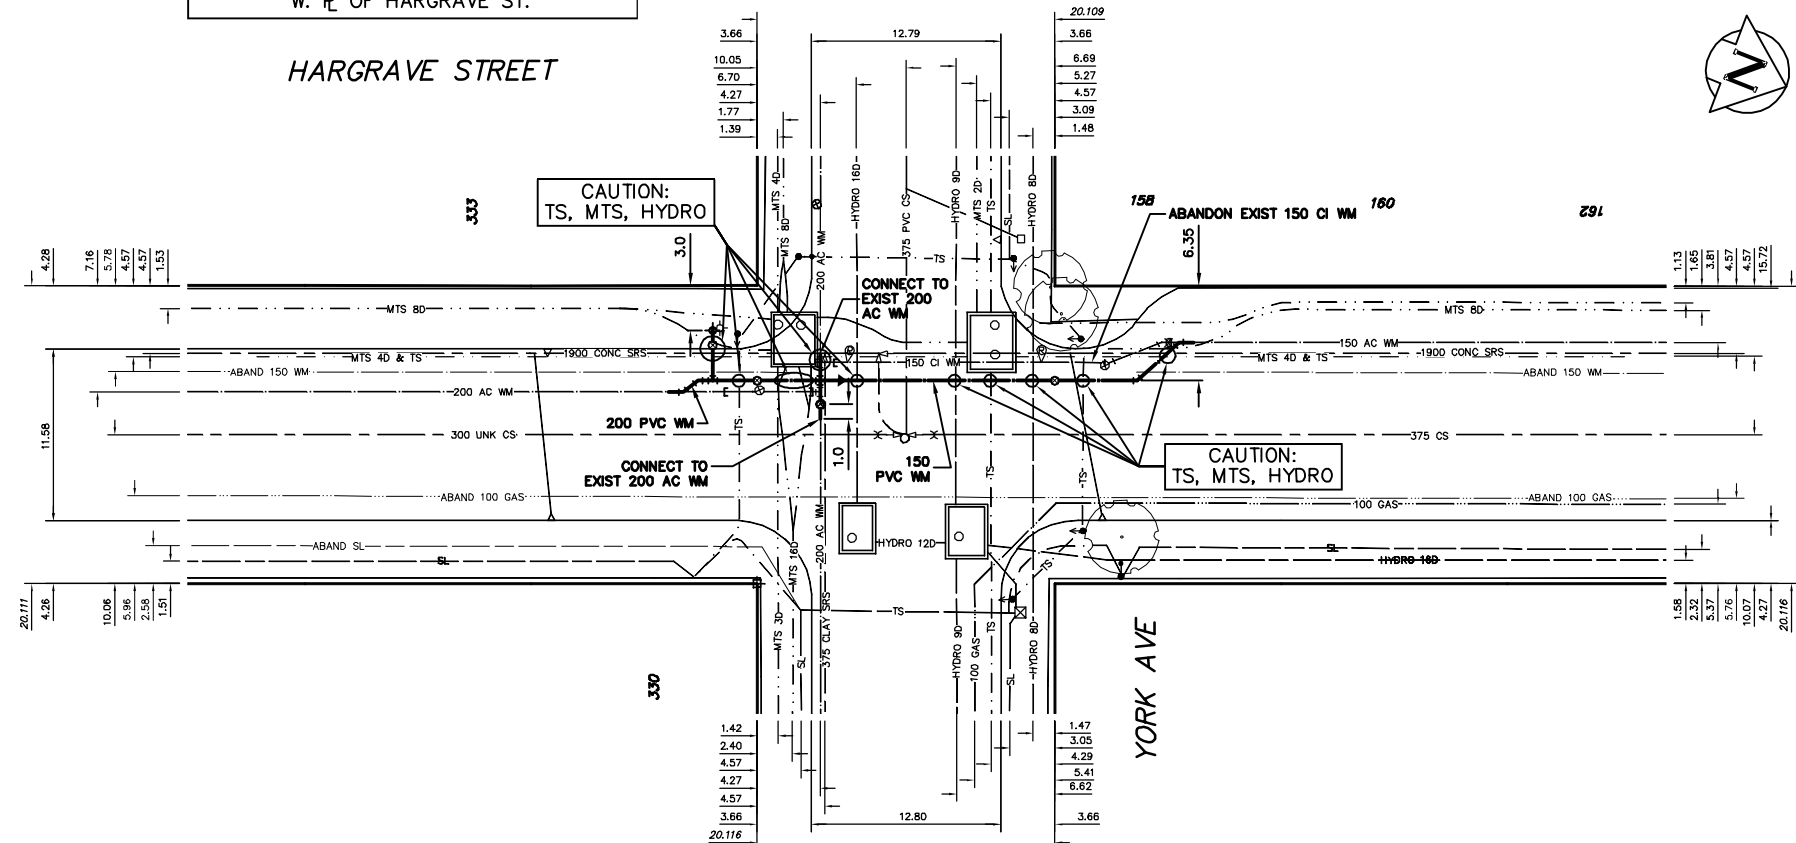 W. ⅊ OF HARGRAVE ST.
HARGRAVE STREET
20.109
3.66
12.79
3.66
10.05
6.70
4.27
1.77
1.39
6.69
5.27
4.57
3.09
1.48
CAUTION:
TS, MTS, HYDRO
333
3.0
MTS 4D
MTS 8D
200 AC WM
HYDRO 16D
375 PVC CS
HYDRO 9D
MTS 2D
TS
SL
HYDRO 8D
158
ABANDON EXIST 150 CI WM
160
162
6.35
4.28
7.16
5.78
4.57
4.57
1.53
1.13
1.65
3.81
4.57
4.57
15.72
TS
CONNECT TO
EXIST 200
AC WM
MTS 8D
MTS 8D
1900 CONC SRS
MTS 4D & TS
ABAND 150 WM
200 AC WM
E
150 CI WM
E
150 AC WM
1900 CONC SRS
MTS 4D & TS
ABAND 150 WM
200 PVC WM
TS
11.58
300 UNK CS
375 CS
CONNECT TO
EXIST 200 AC WM
1.0
150
PVC WM
TS
TS
CAUTION:
TS, MTS, HYDRO
ABAND 100 GAS
ABAND 100 GAS
100 GAS
200 AC WM
MTS 16D
HYDRO 12D
ABAND SL
SL
SL
HYDRO 16D
TS
TS
20.111
4.26
10.06
5.96
2.58
1.51
1.58
2.32
5.37
5.76
10.07
4.27
20.116
MTS 3D
SL
375 CLAY SRS
HYDRO 9D
100 GAS
TS
SL
HYDRO 8D
330
YORK AVE
1.42
2.40
4.57
4.27
4.57
3.66
20.116
12.80
1.47
3.05
4.29
5.41
6.62
3.66